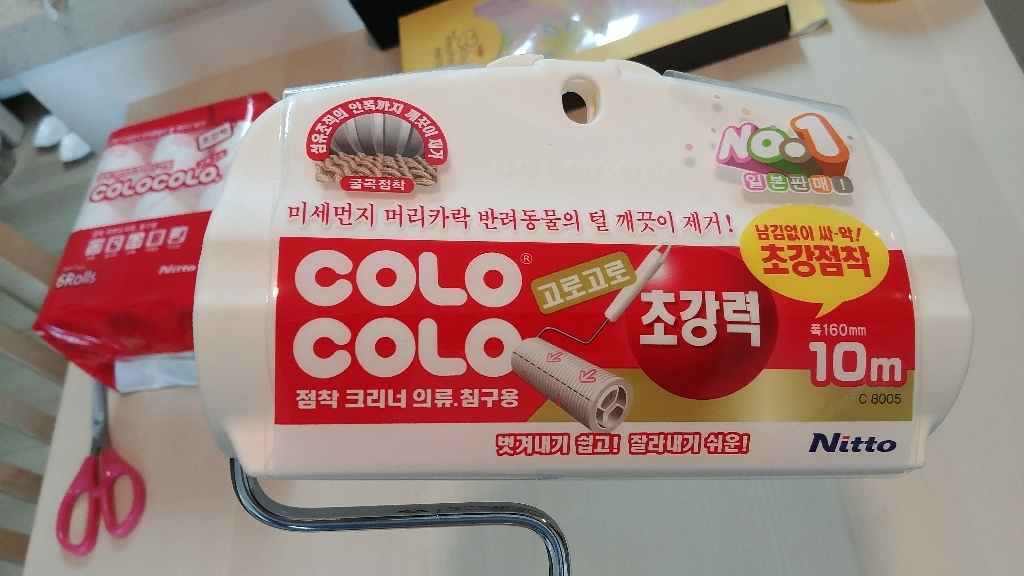 섬유조직의 안쪽까지 깨끗이 제거
굴곡점착
NO.1
일본판매!
미세먼지 머리카락 반려동물의 털 깨끗이 제거!
남김없이 싸-악!
초강점착
COLO®
COLO
고로고로
초강력
폭160mm
10m
C 8005
점착 크리너 의류.침구용
벗겨내기 쉽고! 잘라내기 쉬운!
Nitto
COLOCOLO
6Rolls
Nitto